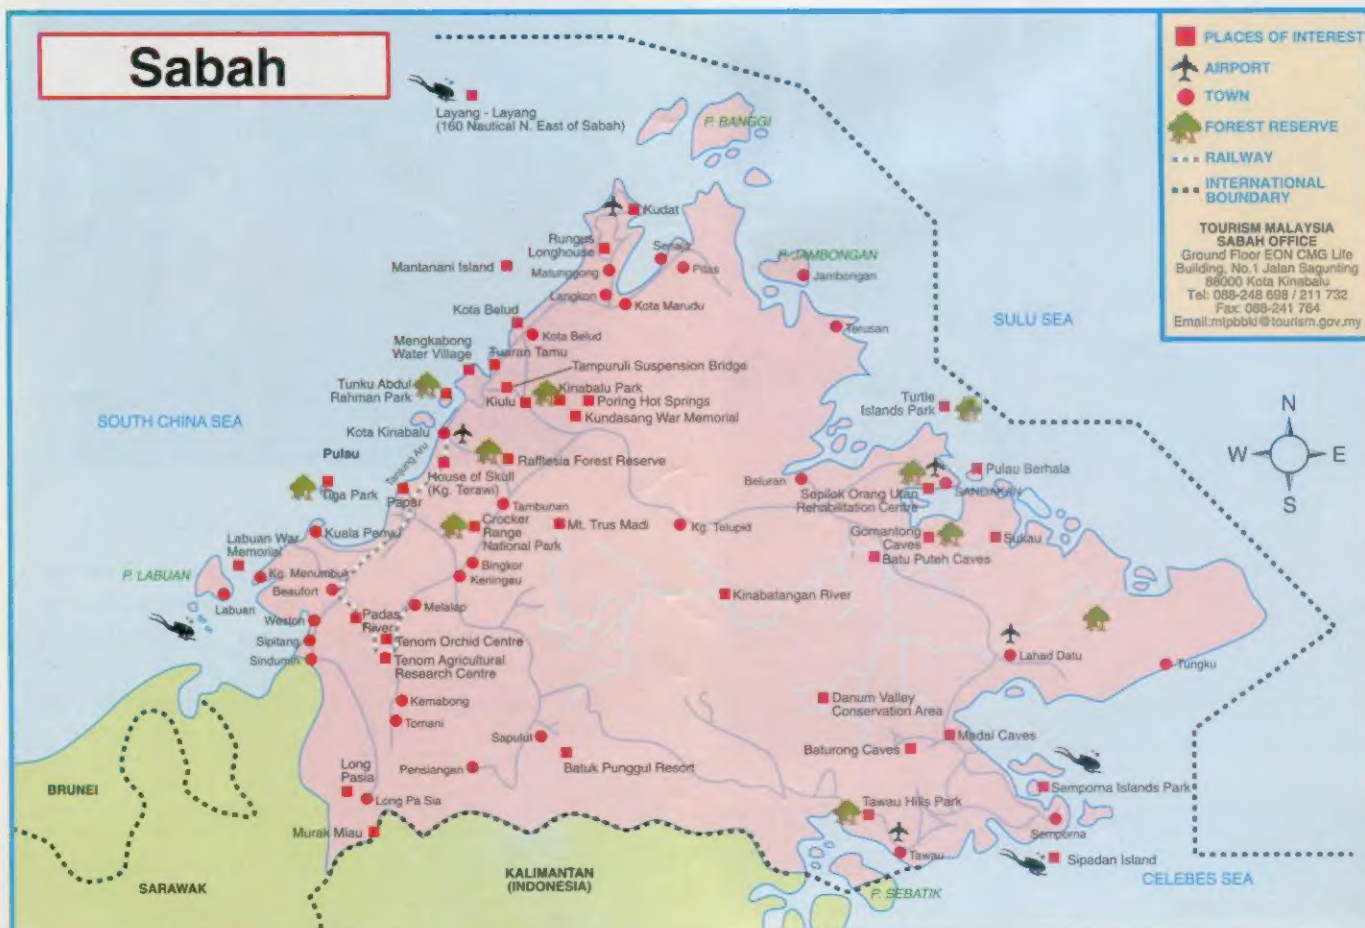 Sabah
PLACES OF INTEREST
AIRPORT
TOWN
FOREST RESERVE
RAILWAY
INTERNATIONAL
BOUNDARY
TOURISM MALAYSIA
SABAH OFFICE
Ground Floor EON CMG Life
Building, No.1 Jalan Sagunting
88000 Kota Kinabalu
Tel: 088-248 698 / 211 732
Fax: 088-241 764
Email:mtpbbki@tourism.gov.my
Layang - Layang
(160 Nautical N. East of Sabah)
P. BANGGI
Kudat
Rungus
Longhouse
Senaja
Pitas
Matunggong
Mantanani Island
P. JAMBONGAN
Jambongan
Langkon
Kota Marudu
Kota Belud
Kota Belud
Terusan
SULU SEA
Mengkabong
Water Village
Tuaran Tamu
Tampuruli Suspension Bridge
Tunku Abdul
Rahman Park
Kinabalu Park
Kiulu
Poring Hot Springs
Kundasang War Memorial
Turtle
Islands Park
SOUTH CHINA SEA
Kota Kinabalu
Tanjung Aru
N
W
E
S
Pulau
Tiga Park
Rafflesia Forest Reserve
House of Skull
(Kg. Terawi)
Papar
Beluran
Pulau Berhala
Sepilok Orang Utan
Rehabilitation Centre
SANDAKAN
Tambunan
Crocker
Range
National Park
Mt. Trus Madi
Kg. Telupid
Gomantong
Caves
Sukau
Batu Puteh Caves
Kuala Penyu
Labuan War
Memorial
P. LABUAN
Kg. Menumbuk
Labuan
Beaufort
Bingkor
Keningau
Kinabatangan River
Weston
Padas
River
Melalap
Sipitang
Tenom Orchid Centre
Sindumin
Tenom Agricultural
Research Centre
Lahad Datu
Tungku
Kemabong
Tomani
Danum Valley
Conservation Area
Sapulut
Batuk Punggul Resort
Baturong Caves
Madai Caves
Pensiangan
Long
Pasia
Long Pa Sia
Semporna Islands Park
BRUNEI
Murak Miau
Tawau Hills Park
Semporna
Tawau
Sipadan Island
SARAWAK
KALIMANTAN
(INDONESIA)
P. SEBATIK
CELEBES SEA